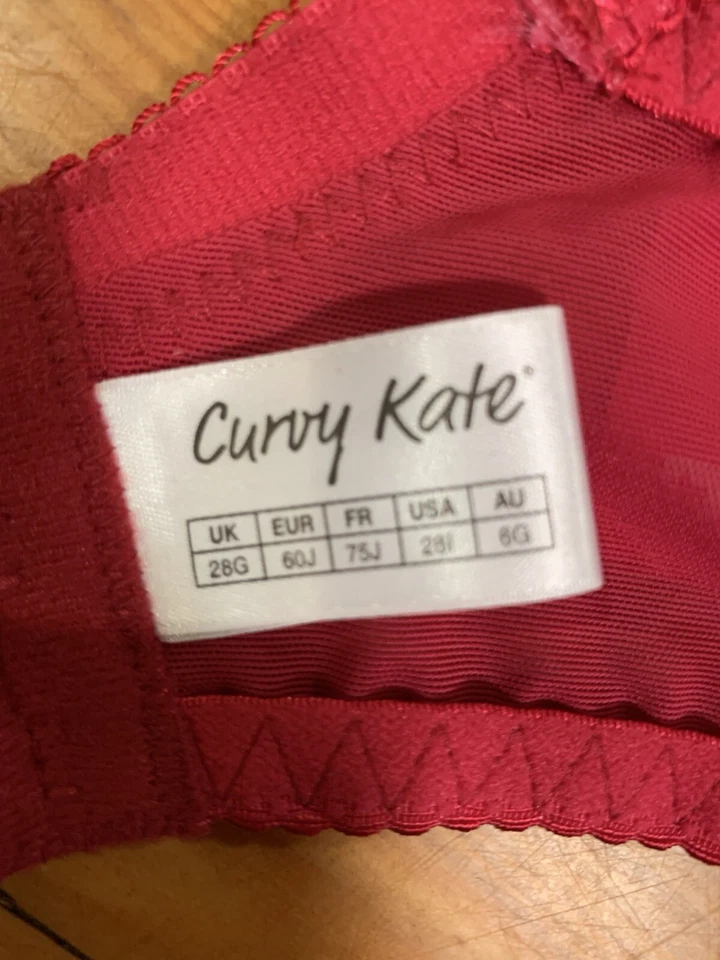 Curvy Kate®
UK EUR FR USA AU
28G 60J 75J 28I 6G